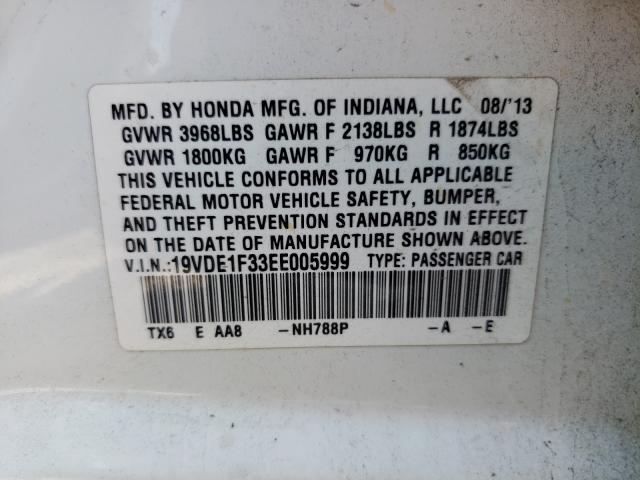 MFD. BY HONDA MFG. OF INDIANA, LLC 08/'13
GVWR 3968LBS GAWR F 2138LBS R 1874LBS
GVWR 1800KG GAWR F 970KG R 850KG
THIS VEHICLE CONFORMS TO ALL APPLICABLE
FEDERAL MOTOR VEHICLE SAFETY, BUMPER,
AND THEFT PREVENTION STANDARDS IN EFFECT
ON THE DATE OF MANUFACTURE SHOWN ABOVE.
V.I.N.:19VDE1F33EE005999 TYPE: PASSENGER CAR
TX6 E AA8 -NH788P -A -E